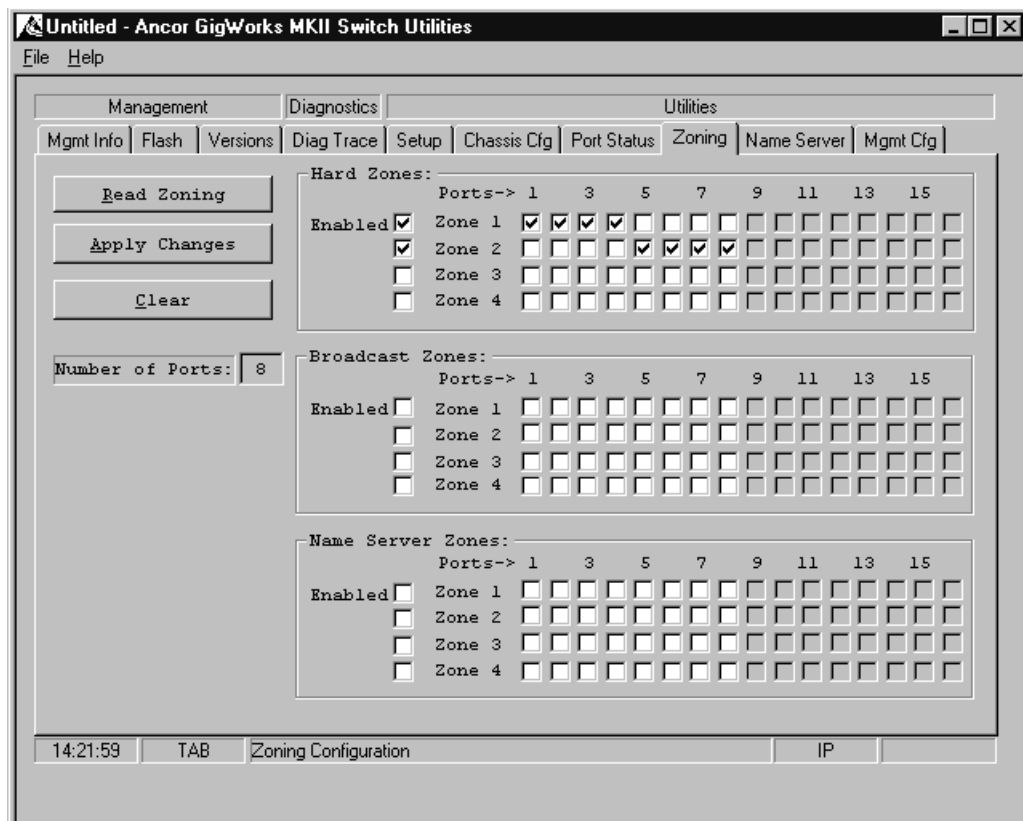 Untitled - Ancor GigWorks MKII Switch Utilities
File Help
Management Diagnostics Utilities
Mgmt Info Flash Versions Diag Trace Setup Chassis Cfg Port Status Zoning Name Server Mgmt Cfg
Read Zoning
Apply Changes
Clear
Number of Ports: 8
Hard Zones:
Ports-> 1 3 5 7 9 11 13 15
Enabled Zone 1
Zone 2
Zone 3
Zone 4
Broadcast Zones:
Ports-> 1 3 5 7 9 11 13 15
Enabled Zone 1
Zone 2
Zone 3
Zone 4
Name Server Zones:
Ports-> 1 3 5 7 9 11 13 15
Enabled Zone 1
Zone 2
Zone 3
Zone 4
14:21:59 TAB Zoning Configuration IP